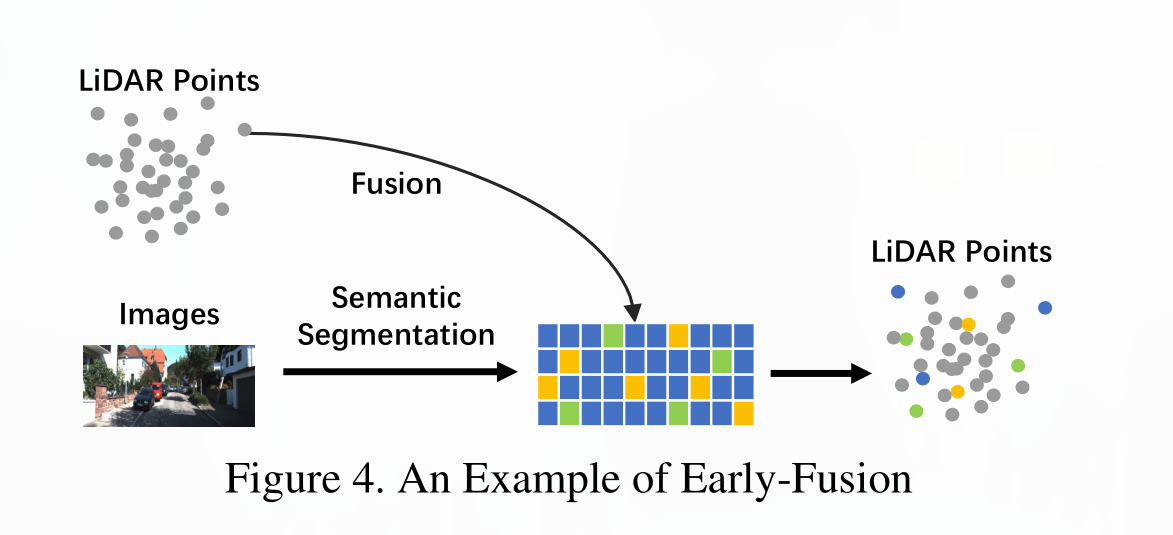 LiDAR Points
Fusion
LiDAR Points
Images
Semantic
Segmentation
Figure 4. An Example of Early-Fusion